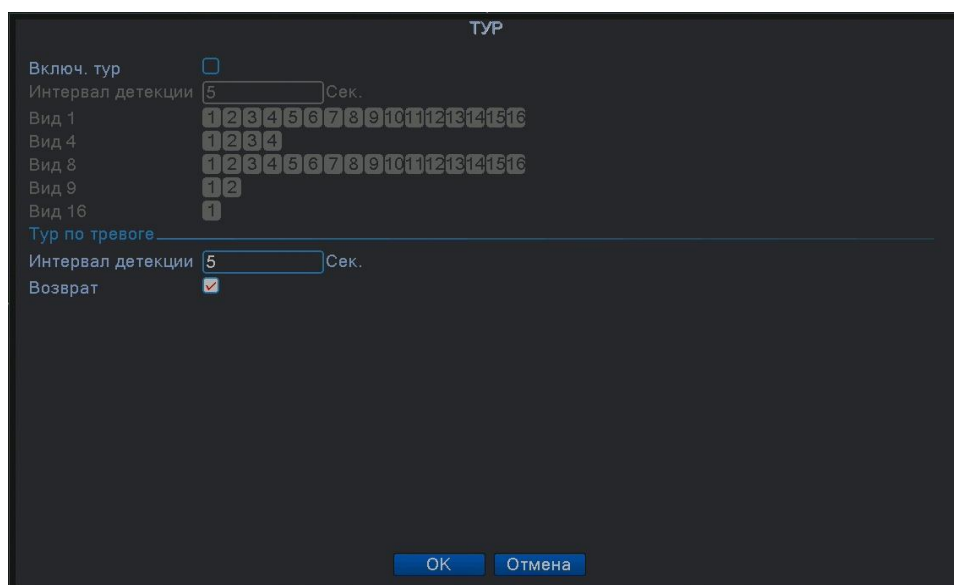 ТУР
Включ. тур
Интервал детекции 5 Сек.
Вид 1 1 2 3 4 5 6 7 8 9 10 11 12 13 14 15 16
Вид 4 1 2 3 4
Вид 8 1 2 3 4 5 6 7 8 9 10 11 12 13 14 15 16
Вид 9 1 2
Вид 16 1
Тур по тревоге
Интервал детекции 5 Сек.
Возврат
OK Отмена